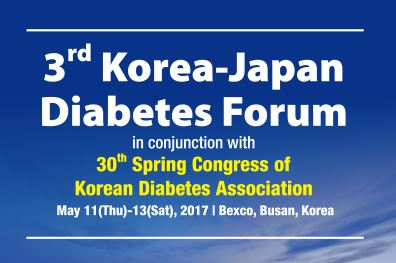 3rd Korea-Japan
Diabetes Forum
in conjunction with
30th Spring Congress of
Korean Diabetes Association
May 11(Thu)-13(Sat), 2017 | Bexco, Busan, Korea